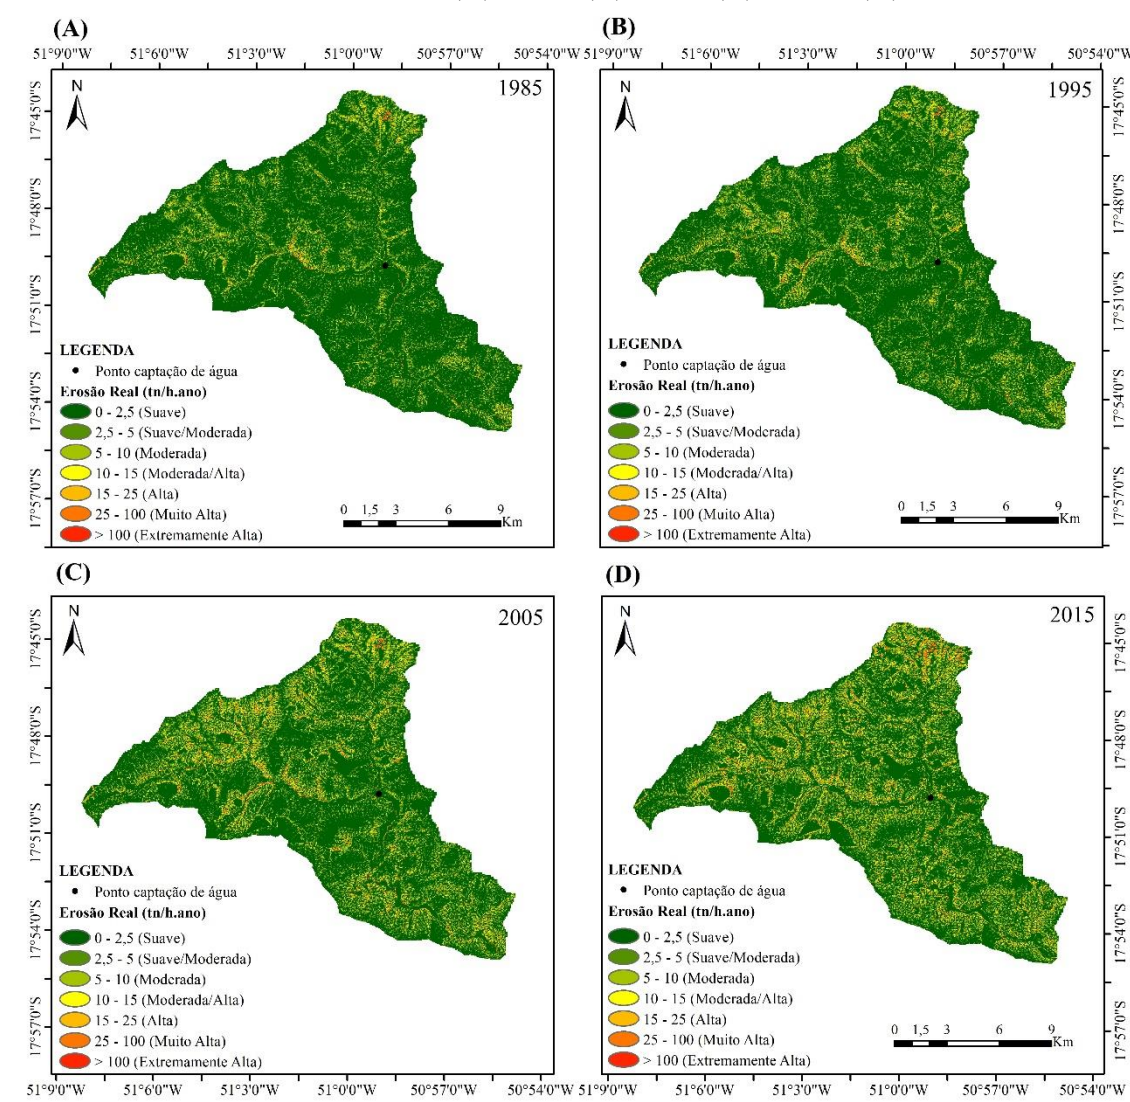 (A)
51°9'0"W 51°6'0"W 51°3'0"W 51°0'0"W 50°57'0"W 50°54'0"W
1985
N
17°45'0"S
17°48'0"S
17°51'0"S
17°54'0"S
17°57'0"S
LEGENDA
Ponto captação de água
Erosão Real (tn/h.ano)
0 - 2,5 (Suave)
2,5 - 5 (Suave/Moderada)
5 - 10 (Moderada)
10 - 15 (Moderada/Alta)
15 - 25 (Alta)
25 - 100 (Muito Alta)
> 100 (Extremamente Alta)
0 1,5 3 6 9
Km
(B)
51°9'0"W 51°6'0"W 51°3'0"W 51°0'0"W 50°57'0"W 50°54'0"W
1995
N
17°45'0"S
17°48'0"S
17°51'0"S
17°54'0"S
17°57'0"S
LEGENDA
Ponto captação de água
Erosão Real (tn/h.ano)
0 - 2,5 (Suave)
2,5 - 5 (Suave/Moderada)
5 - 10 (Moderada)
10 - 15 (Moderada/Alta)
15 - 25 (Alta)
25 - 100 (Muito Alta)
> 100 (Extremamente Alta)
0 1,5 3 6 9
Km
(C)
2005
N
17°45'0"S
17°48'0"S
17°51'0"S
17°54'0"S
17°57'0"S
LEGENDA
Ponto captação de água
Erosão Real (tn/h.ano)
0 - 2,5 (Suave)
2,5 - 5 (Suave/Moderada)
5 - 10 (Moderada)
10 - 15 (Moderada/Alta)
15 - 25 (Alta)
25 - 100 (Muito Alta)
> 100 (Extremamente Alta)
51°9'0"W 51°6'0"W 51°3'0"W 51°0'0"W 50°57'0"W 50°54'0"W
(D)
2015
N
17°45'0"S
17°48'0"S
17°51'0"S
17°54'0"S
17°57'0"S
LEGENDA
Ponto captação de água
Erosão Real (tn/h.ano)
0 - 2,5 (Suave)
2,5 - 5 (Suave/Moderada)
5 - 10 (Moderada)
10 - 15 (Moderada/Alta)
15 - 25 (Alta)
25 - 100 (Muito Alta)
> 100 (Extremamente Alta)
0 1,5 3 6 9
Km
51°9'0"W 51°6'0"W 51°3'0"W 51°0'0"W 50°57'0"W 50°54'0"W